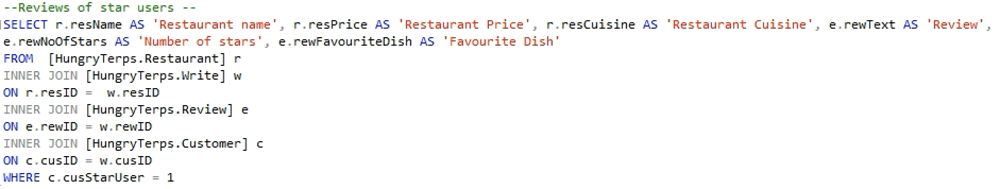 --Reviews of star users --
SELECT r.resName AS 'Restaurant name', r.resPrice AS 'Restaurant Price', r.resCuisine AS 'Restaurant Cuisine', e.rewText AS 'Review',
e.rewNoOfStars AS 'Number of stars', e.rewFavouriteDish AS 'Favourite Dish'
FROM  [HungryTerps.Restaurant] r
INNER JOIN [HungryTerps.Write] w
ON r.resID =  w.resID
INNER JOIN [HungryTerps.Review] e
ON e.rewID = w.rewID
INNER JOIN [HungryTerps.Customer] c
ON c.cusID = w.cusID
WHERE c.cusStarUser = 1